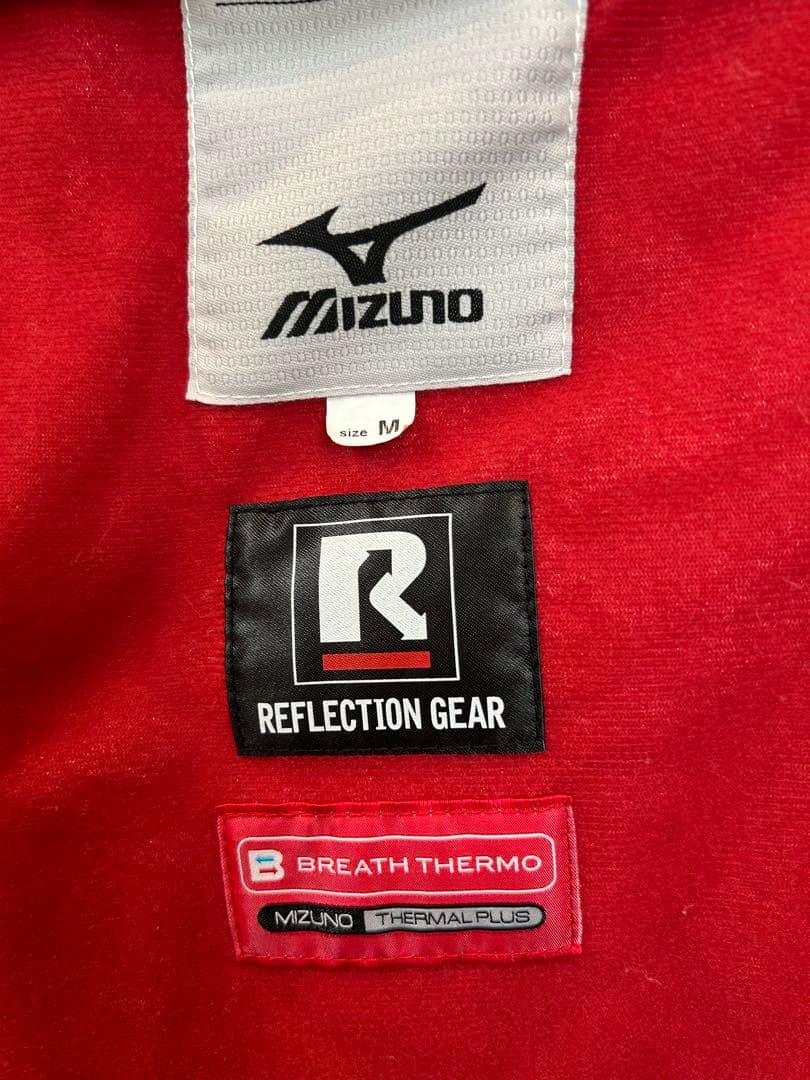 MIZUNO
size M
R
REFLECTION GEAR
B BREATH THERMO
MIZUNO THERMAL PLUS